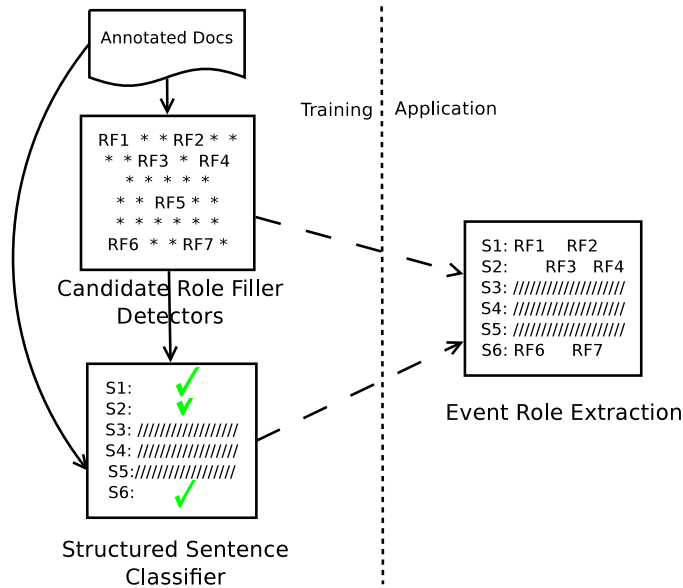 Annotated Docs
Training
Application
RF1 * * RF2 * *
* * RF3 * RF4
* * * * *
* * RF5 * *
* * * * * *
RF6 * * RF7 *
Candidate Role Filler
Detectors
S1:
S2:
S3: //////////////////
S4: //////////////////
S5://////////////////
S6:
Structured Sentence
Classifier
S1: RF1 RF2
S2: RF3 RF4
S3: ////////////////////
S4: ////////////////////
S5: ////////////////////
S6: RF6 RF7
Event Role Extraction